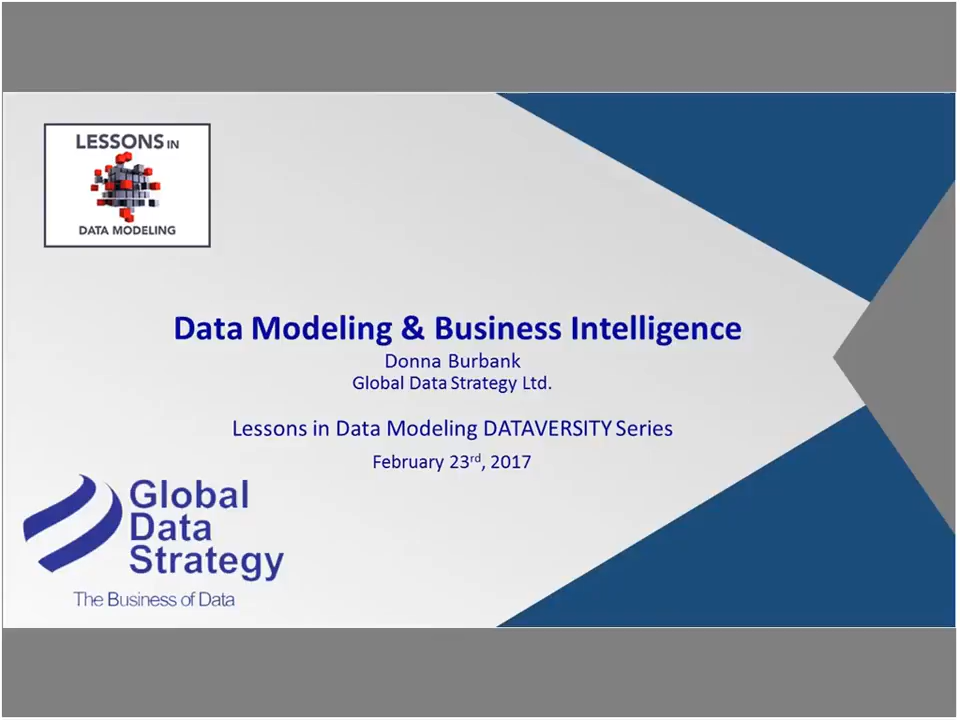 LESSONS IN
DATA MODELING
Data Modeling & Business Intelligence
Donna Burbank
Global Data Strategy Ltd.
Lessons in Data Modeling DATAVERSITY Series
February 23rd, 2017
Global
Data
Strategy
The Business of Data